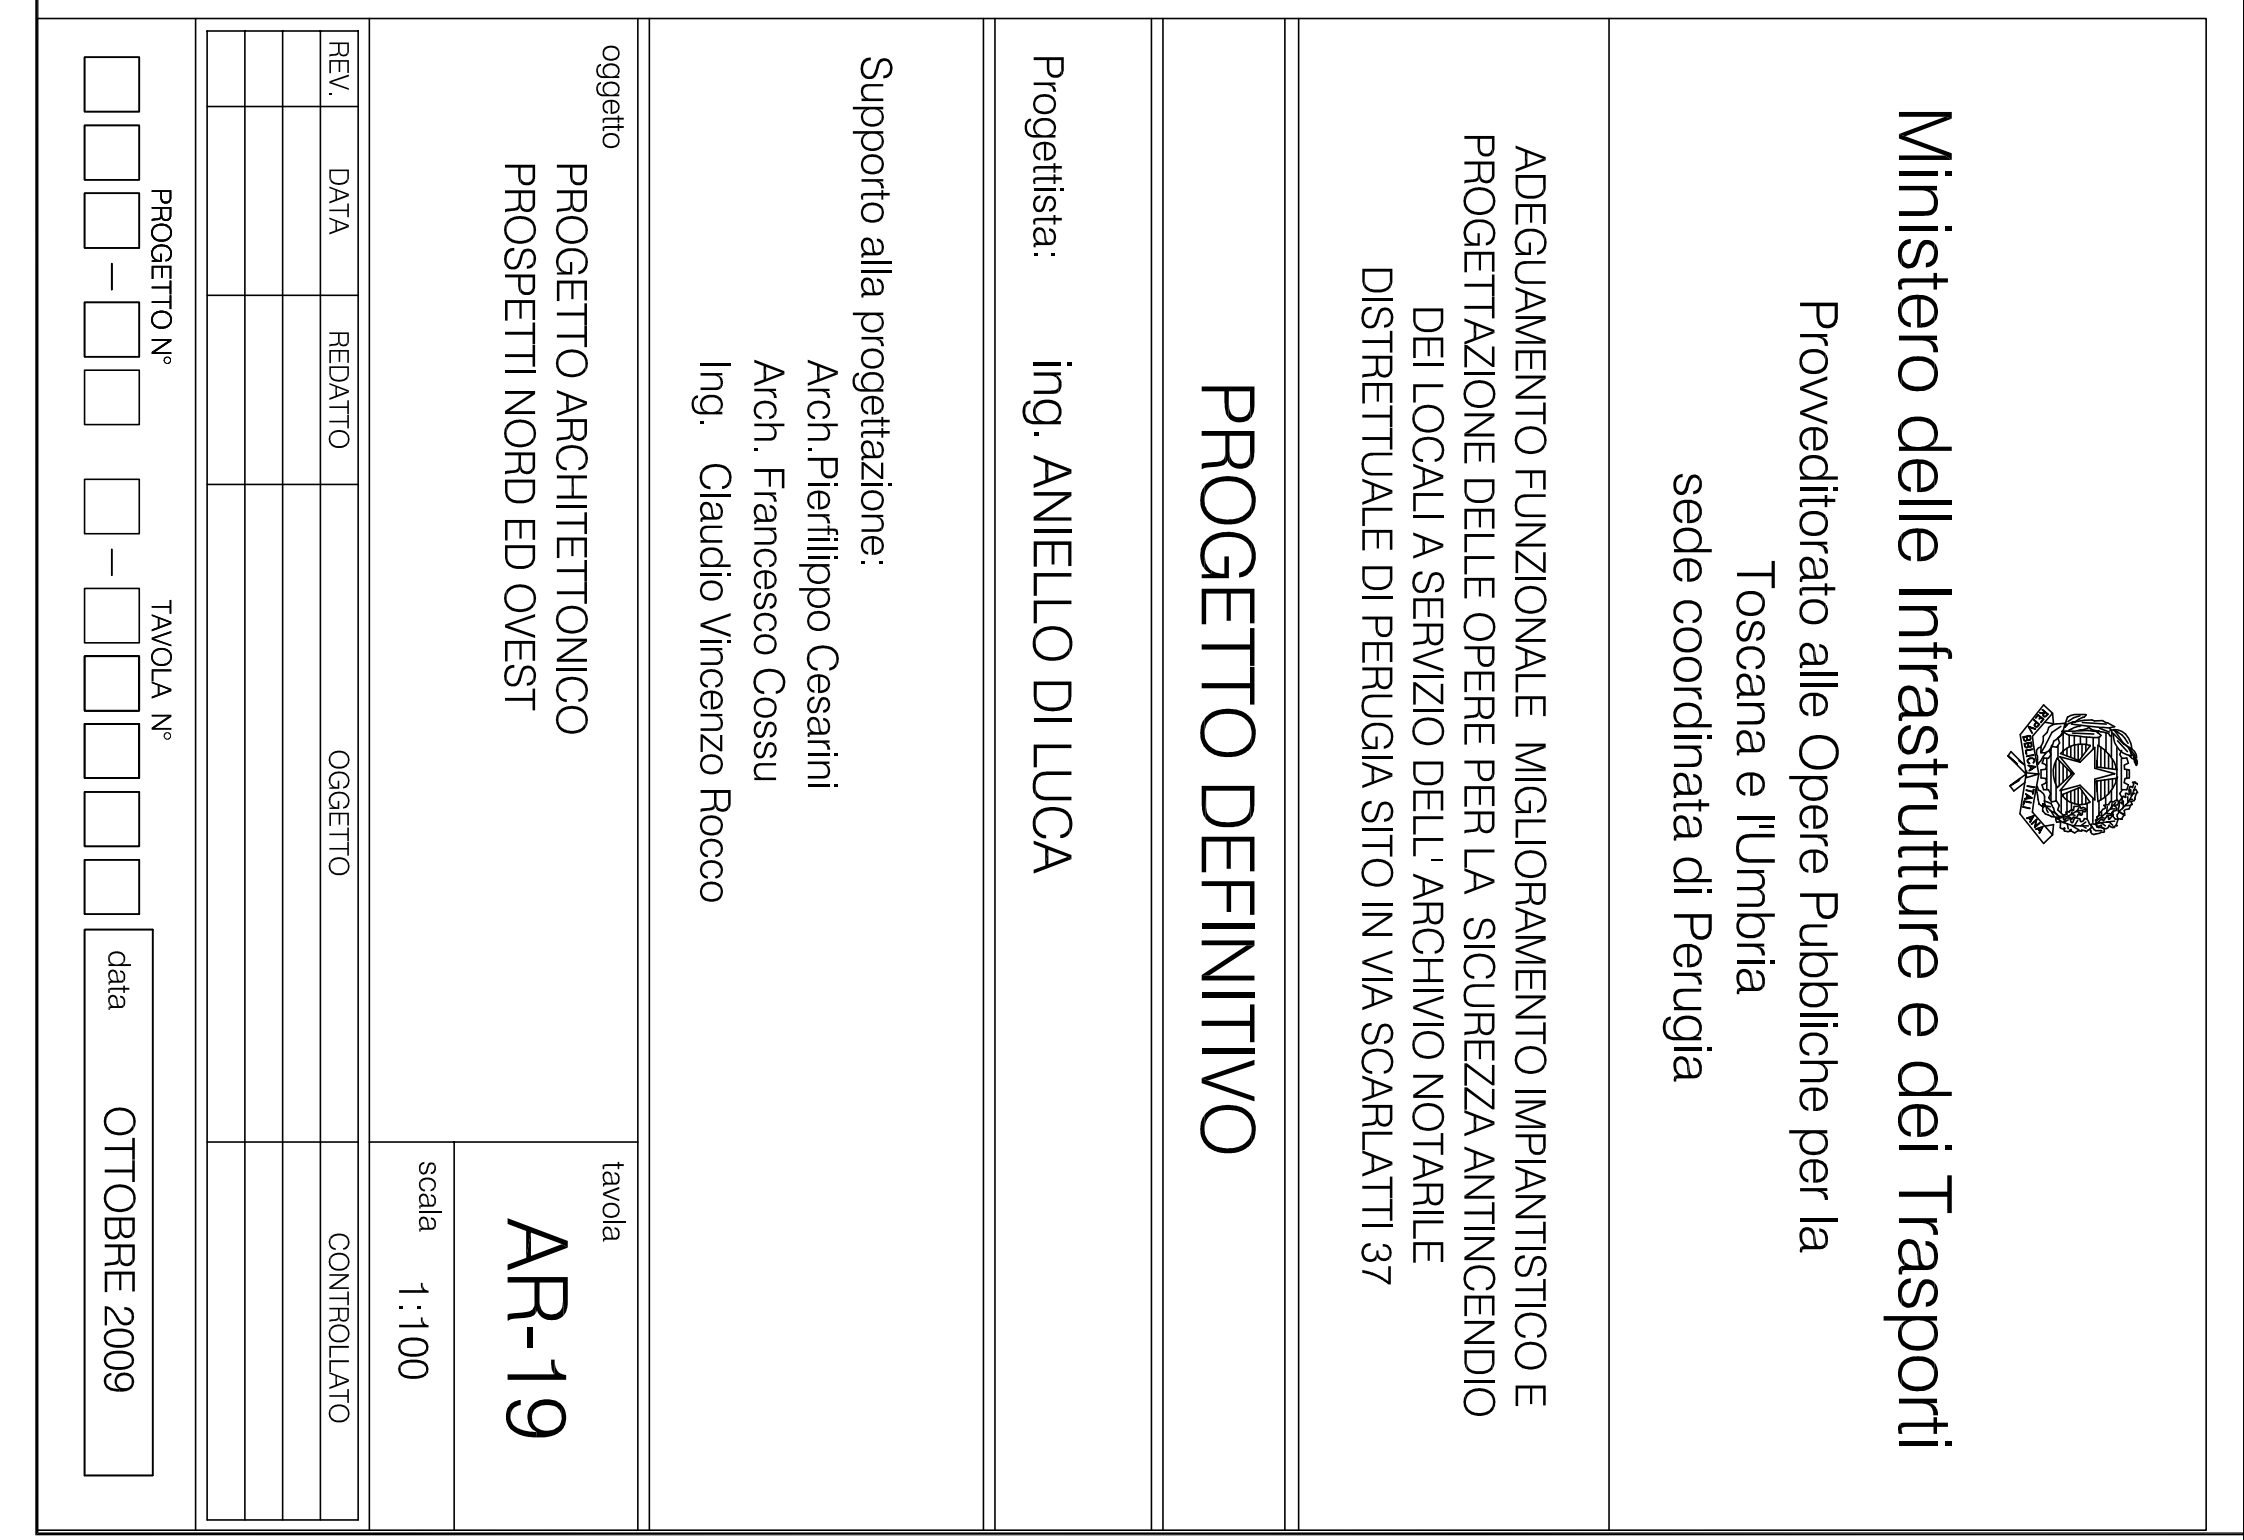 REPVBBLICA ITALIANA
Ministero delle Infrastrutture e dei Trasporti
Provveditorato alle Opere Pubbliche per la
Toscana e l'Umbria
sede coordinata di Perugia
ADEGUAMENTO FUNZIONALE MIGLIORAMENTO IMPIANTISTICO E
PROGETTAZIONE DELLE OPERE PER LA SICUREZZA ANTINCENDIO
DEI LOCALI A SERVIZIO DELL' ARCHIVIO NOTARILE
DISTRETTUALE DI PERUGIA SITO IN VIA SCARLATTI 37
PROGETTO DEFINITIVO
Progettista: ing. ANIELLO DI LUCA
Supporto alla progettazione:
Arch.Pierfilippo Cesarini
Arch. Francesco Cossu
Ing. Claudio Vincenzo Rocco
oggetto
PROGETTO ARCHITETTONICO
PROSPETTI NORD ED OVEST
tavola
AR-19
scala 1:100
REV. DATA REDATTO OGGETTO CONTROLLATO
PROGETTO N° TAVOLA N°
data OTTOBRE 2009